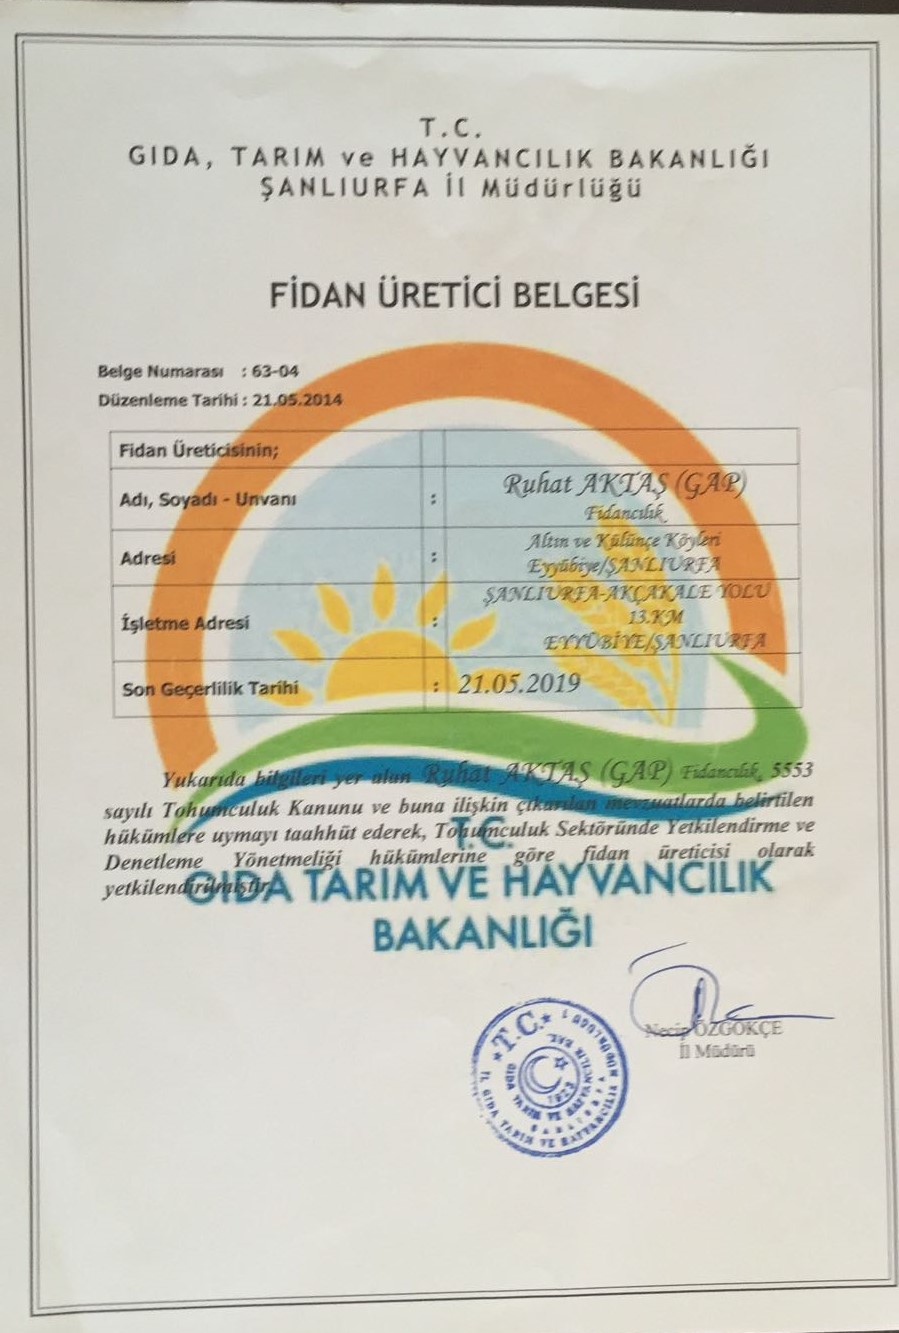 T.C.
GIDA, TARIM ve HAYVANCILIK BAKANLIĞI
ŞANLIURFA İl Müdürlüğü
FİDAN ÜRETİCİ BELGESİ
Belge Numarası : 63-04
Düzenleme Tarihi : 21.05.2014
Fidan Üreticisinin;
Adı, Soyadı - Unvanı : Ruhat AKTAŞ (GAP)
Fidancılık
Adresi : Altın ve Külünçe Köyleri
Eyyübiye/ŞANLIURFA
İşletme Adresi : ŞANLIURFA-AKÇAKALE YOLU
13.KM
EYYÜBİYE/ŞANLIURFA
Son Geçerlilik Tarihi : 21.05.2019
Yukarıda bilgileri yer alan Ruhat AKTAŞ (GAP) Fidancılık, 5553
sayılı Tohumculuk Kanunu ve buna ilişkin çıkarılan mevzuatlarda belirtilen
hükümlere uymayı taahhüt ederek, Tohumculuk Sektöründe Yetkilendirme ve
Denetleme Yönetmeliği hükümlerine göre fidan üreticisi olarak
yetkilendirilmiştir.
T.C.
GIDA TARIM VE HAYVANCILIK
BAKANLIĞI
Necip ÖZGÖKÇE
İl Müdürü
T.C.
GIDA TARIM VE HAYVANCILIK
1923